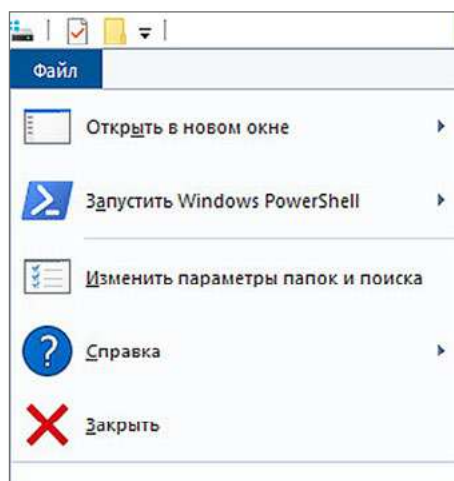 Файл
Открыть в новом окне
Запустить Windows PowerShell
Изменить параметры папок и поиска
Справка
Закрыть